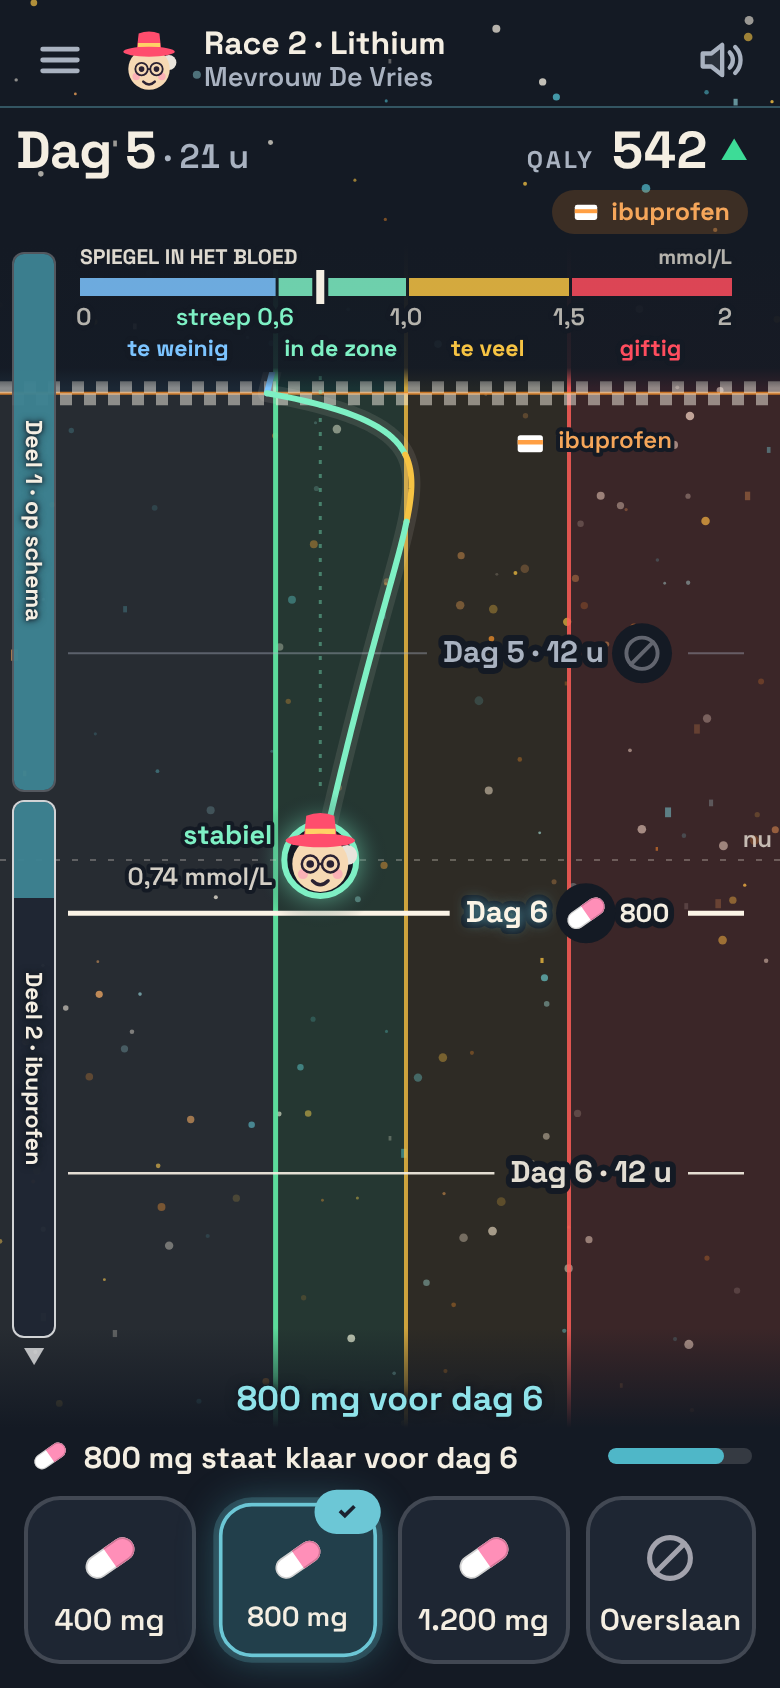 Race 2 · Lithium
Mevrouw De Vries
Dag 5 · 21 u
QALY 542
ibuprofen
SPIEGEL IN HET BLOED
mmol/L
0
streep 0,6
1,0
1,5
2
te weinig
in de zone
te veel
giftig
Deel 1 · op schema
ibuprofen
Dag 5 · 12 u
stabiel
0,74 mmol/L
nu
Dag 6
800
Deel 2 · ibuprofen
Dag 6 · 12 u
800 mg voor dag 6
800 mg staat klaar voor dag 6
400 mg
800 mg
1.200 mg
Overslaan